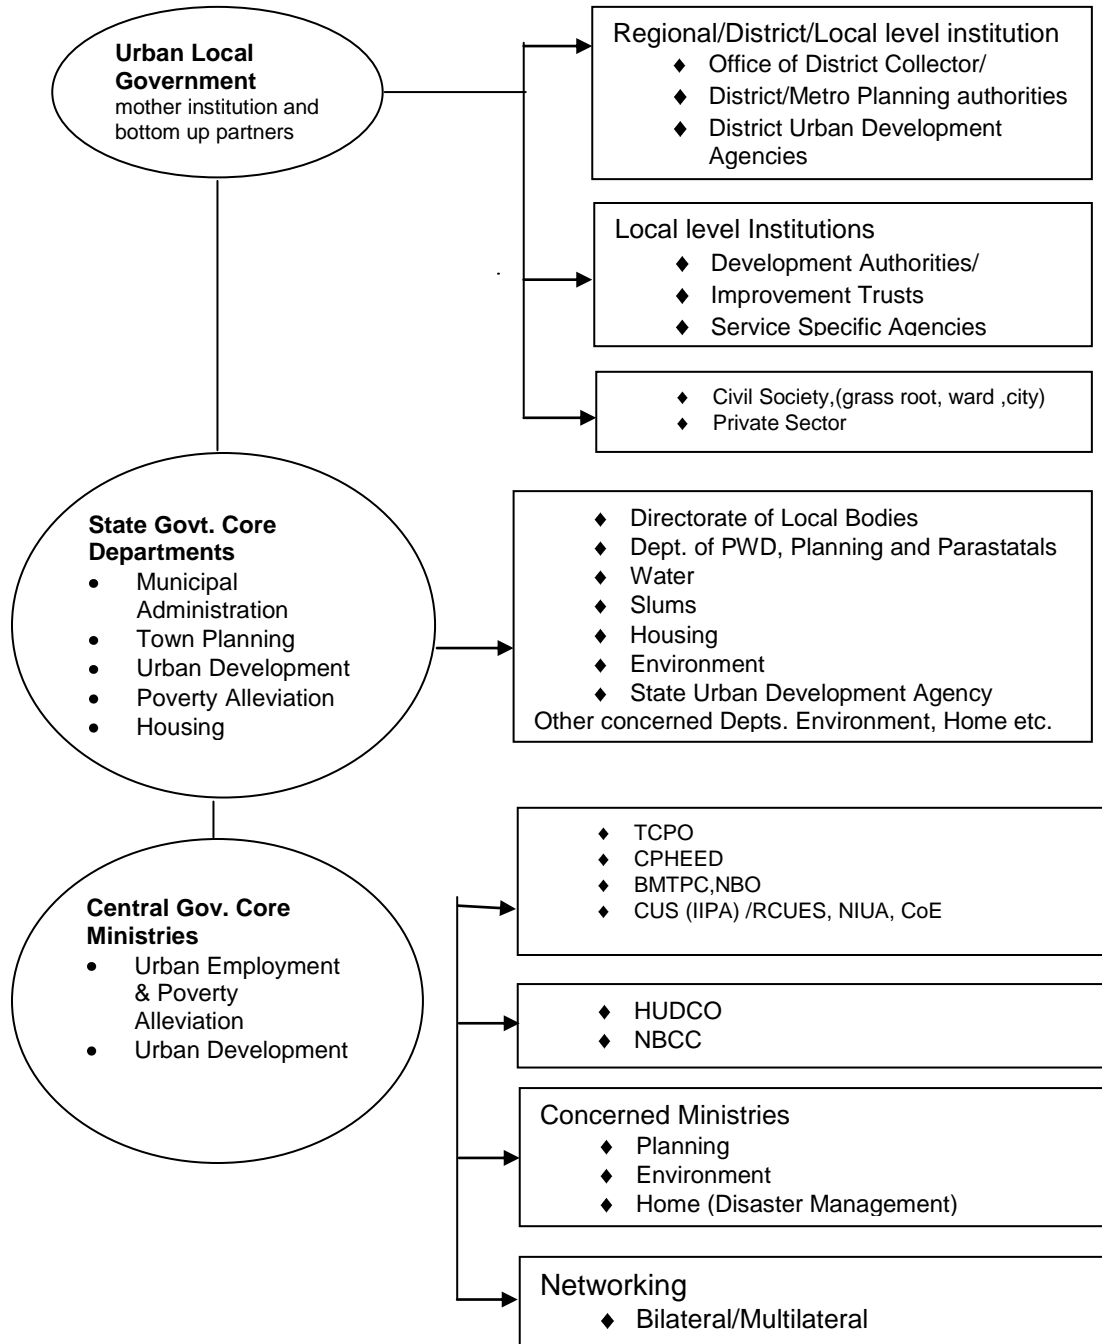 Urban Local
Government
mother institution and
bottom up partners
Regional/District/Local level institution
♦ Office of District Collector/
♦ District/Metro Planning authorities
♦ District Urban Development
Agencies
Local level Institutions
♦ Development Authorities/
♦ Improvement Trusts
♦ Service Specific Agencies
♦ Civil Society,(grass root, ward ,city)
♦ Private Sector
State Govt. Core
Departments
• Municipal
Administration
• Town Planning
• Urban Development
• Poverty Alleviation
• Housing
♦ Directorate of Local Bodies
♦ Dept. of PWD, Planning and Parastatals
♦ Water
♦ Slums
♦ Housing
♦ Environment
♦ State Urban Development Agency
Other concerned Depts. Environment, Home etc.
Central Gov. Core
Ministries
• Urban Employment
& Poverty
Alleviation
• Urban Development
♦ TCPO
♦ CPHEED
♦ BMTPC,NBO
♦ CUS (IIPA) /RCUES, NIUA, CoE
♦ HUDCO
♦ NBCC
Concerned Ministries
♦ Planning
♦ Environment
♦ Home (Disaster Management)
Networking
♦ Bilateral/Multilateral